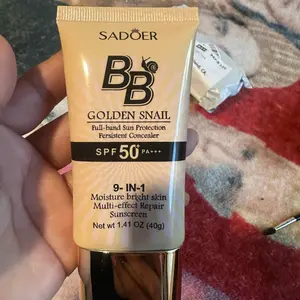 SADOER
BB
GOLDEN SNAIL
Full-band Sun Protection
Persistent Concealer
SPF 50+ PA+++
9- IN-1
Moisture bright skin
Multi-effect Repair
Sunscreen
Net wt 1.41 OZ (40g)